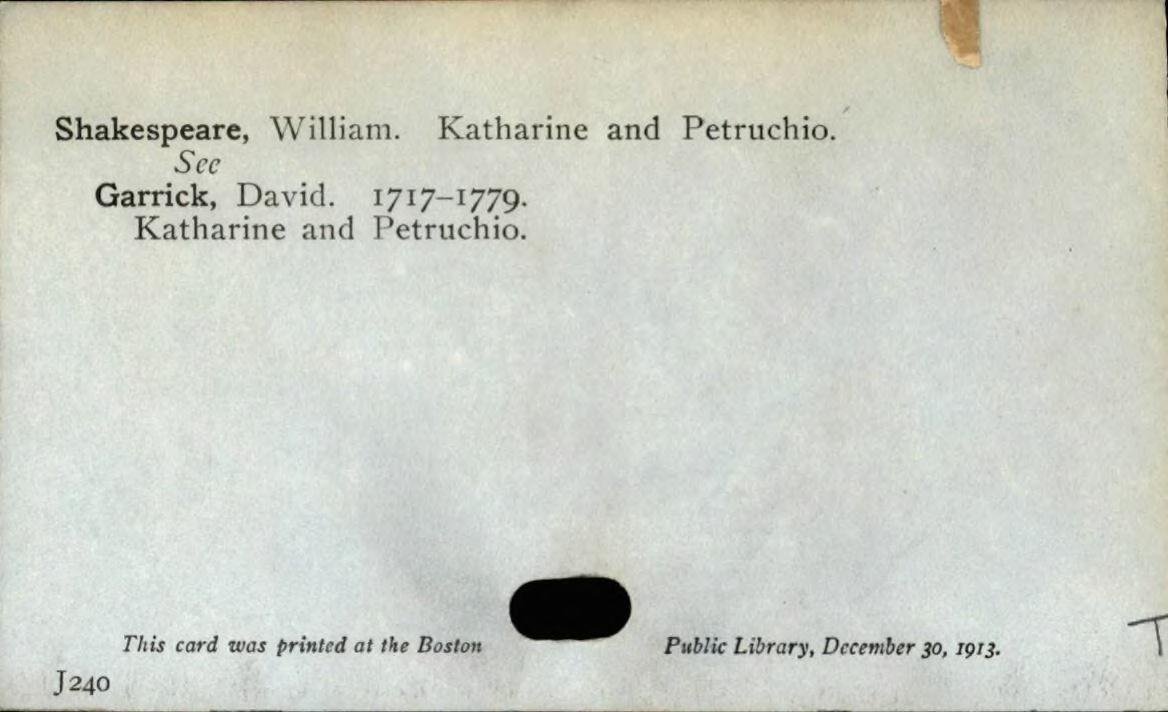 Shakespeare, William. Katharine and Petruchio.
See
Garrick, David. 1717–1779.
Katharine and Petruchio.
This card was printed at the Boston Public Library, December 30, 1913.
J240
T